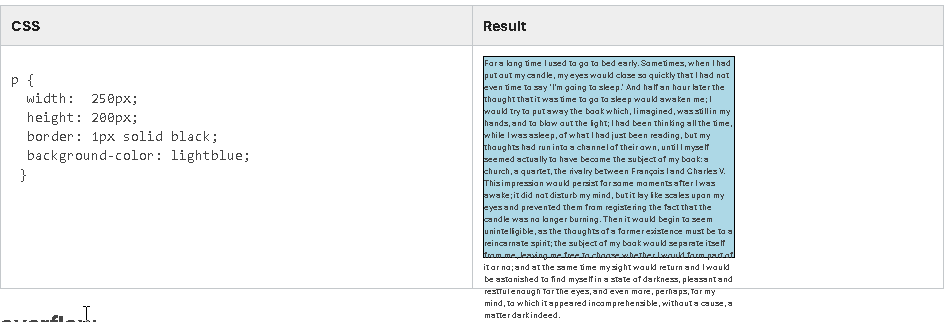 CSS
Result
p {
width: 250px;
height: 200px;
border: 1px solid black;
background-color: lightblue;
}
For a long time I used to go to bed early. Sometimes, when I had
put out my candle, my eyes would close so quickly that I had not
even time to say 'I'm going to sleep.' And half an hour later the
thought that it was time to go to sleep would awaken me; I
would try to put away the book which, I imagined, was still in my
hands, and to blow out the light; I had been thinking all the time,
while I was asleep, of what I had just been reading, but my
thoughts had run into a channel of their own, until I myself
seemed actually to have become the subject of my book: a
church, a quartet, the rivalry between François I and Charles V.
This impression would persist for some moments after I was
awake; it did not disturb my mind, but it lay like scales upon my
eyes and prevented them from registering the fact that the
candle was no longer burning. Then it would begin to seem
unintelligible, as the thoughts of a former existence must be to a
reincarnate spirit; the subject of my book would separate itself
from me, leaving me free to choose whether I would form part of
it or no; and at the same time my sight would return and I would
be astonished to find myself in a state of darkness, pleasant and
restful enough for the eyes, and even more, perhaps, for my
mind, to which it appeared incomprehensible, without a cause, a
matter dark indeed.
overflow